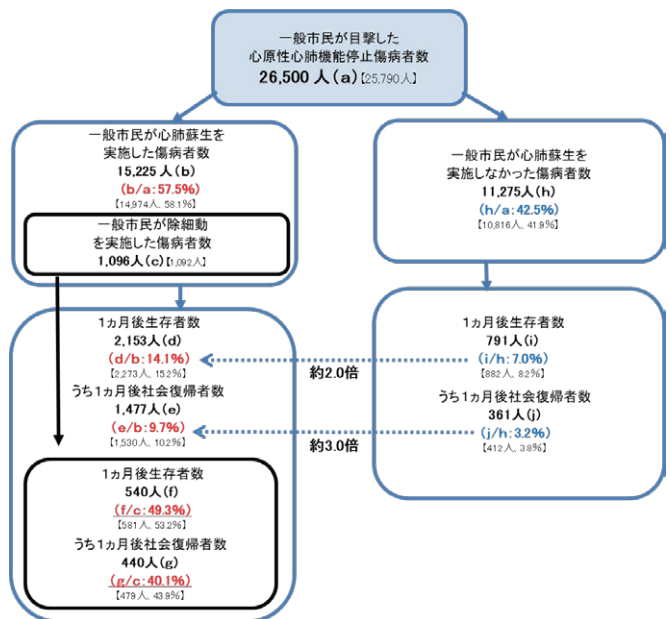 一般市民が目撃した
心原性心肺機能停止傷病者数
26,500 人(a)【25,790人】
一般市民が心肺蘇生を
実施した傷病者数
15,225 人(b)
(b/a:57.5%)
【14,974人、58.1%】
一般市民が除細動
を実施した傷病者数
1,096人(c)【1,092人】
一般市民が心肺蘇生を
実施しなかった傷病者数
11,275人(h)
(h/a:42.5%)
【10,816人、41.9%】
1ヵ月後生存者数
2,153人(d)
(d/b:14.1%)
【2,273人、15.2%】
うち1ヵ月後社会復帰者数
1,477人(e)
(e/b:9.7%)
【1,530人、10.2%】
約2.0倍
約3.0倍
1ヵ月後生存者数
791人(i)
(i/h:7.0%)
【882人、8.2%】
うち1ヵ月後社会復帰者数
361人(j)
(j/h:3.2%)
【412人、3.8%】
1ヵ月後生存者数
540人(f)
(f/c:49.3%)
【581人、53.2%】
うち1ヵ月後社会復帰者数
440人(g)
(g/c:40.1%)
【479人、43.9%】